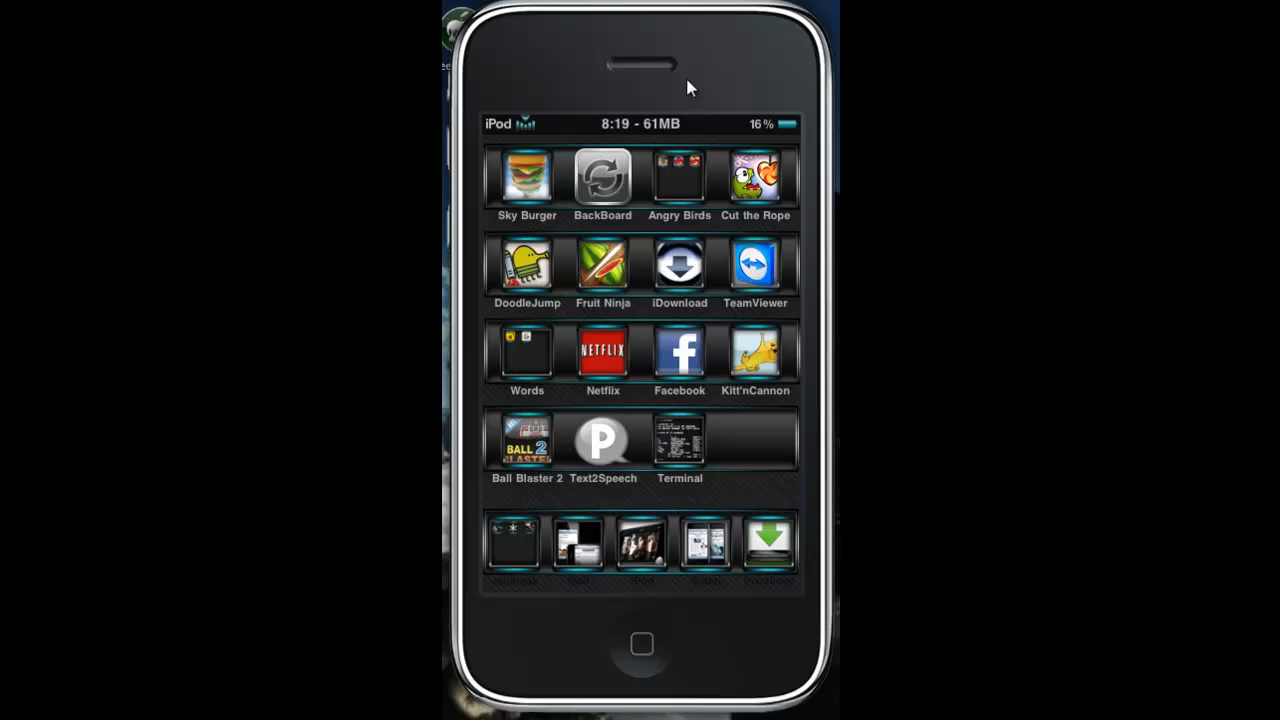 iPod 8:19 - 61MB 16%
Sky Burger BackBoard Angry Birds Cut the Rope
DoodleJump Fruit Ninja iDownload TeamViewer
NETFLIX
Words Netflix Facebook Kitt'nCannon
BALL 2
BLASTER
P
Ball Blaster 2 Text2Speech Terminal